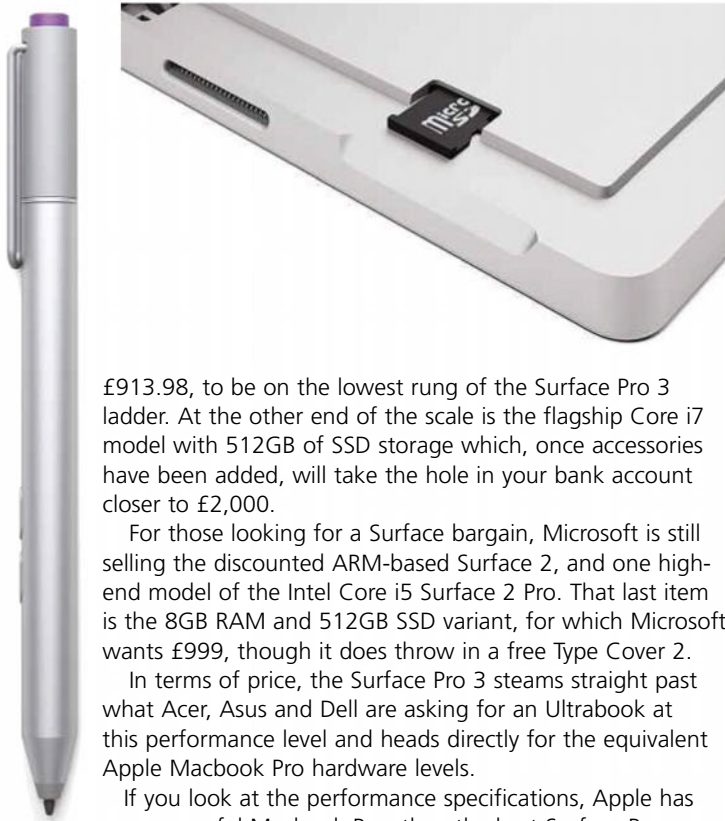 Micro
SD
£913.98, to be on the lowest rung of the Surface Pro 3
ladder. At the other end of the scale is the flagship Core i7
model with 512GB of SSD storage which, once accessories
have been added, will take the hole in your bank account
closer to £2,000.
For those looking for a Surface bargain, Microsoft is still
selling the discounted ARM-based Surface 2, and one high-
end model of the Intel Core i5 Surface 2 Pro. That last item
is the 8GB RAM and 512GB SSD variant, for which Microsoft
wants £999, though it does throw in a free Type Cover 2.
In terms of price, the Surface Pro 3 steams straight past
what Acer, Asus and Dell are asking for an Ultrabook at
this performance level and heads directly for the equivalent
Apple Macbook Pro hardware levels.
If you look at the performance specifications, Apple has